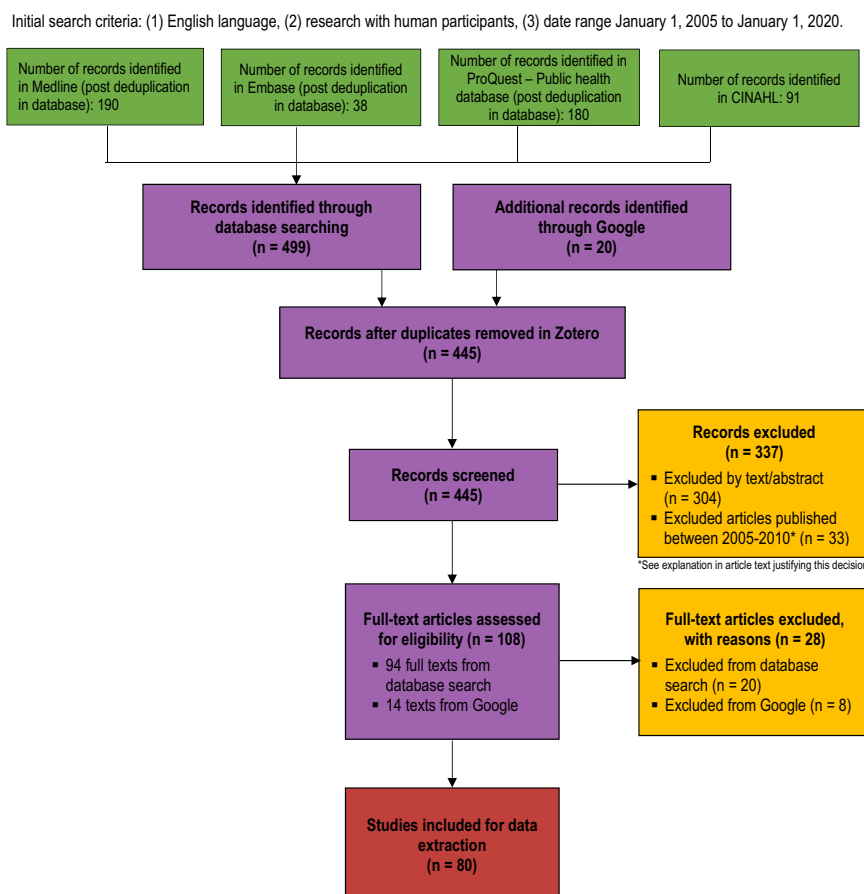 Initial search criteria: (1) English language, (2) research with human participants, (3) date range January 1, 2005 to January 1, 2020.
Number of records identified
in Medline (post deduplication
in database): 190
Number of records identified
in Embase (post deduplication
in database): 38
Number of records identified in
ProQuest – Public health
database (post deduplication
in database): 180
Number of records identified
in CINAHL: 91
Records identified through
database searching
(n = 499)
Additional records identified
through Google
(n = 20)
Records after duplicates removed in Zotero
(n = 445)
Records screened
(n = 445)
Records excluded
(n = 337)
▪ Excluded by text/abstract
(n = 304)
▪ Excluded articles published
between 2005-2010* (n = 33)
*See explanation in article text justifying this decision
Full-text articles assessed
for eligibility (n = 108)
▪ 94 full texts from
database search
▪ 14 texts from Google
Full-text articles excluded,
with reasons (n = 28)
▪ Excluded from database
search (n = 20)
▪ Excluded from Google (n = 8)
Studies included for data
extraction
(n = 80)